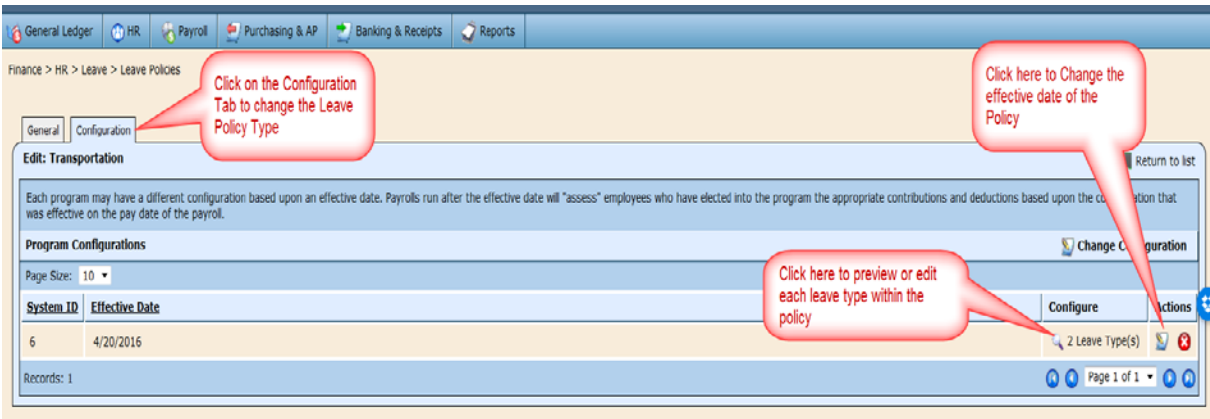 General Ledger HR Payroll Purchasing & AP Banking & Receipts Reports
Finance > HR > Leave > Leave Policies
Click on the Configuration
Tab to change the Leave
Policy Type
Click here to Change the
effective date of the
Policy
General Configuration
Edit: Transportation
Return to list
Each program may have a different configuration based upon an effective date. Payrolls run after the effective date will "assess" employees who have elected into the program the appropriate contributions and deductions based upon the that
was effective on the pay date of the payroll.
Program Configurations
Change
Page Size: 10
Click here to preview or edit
each leave type within the
policy
System ID Effective Date Configure Actions
6 4/20/2016 2 Leave Type(s)
Records: 1 Page 1 of 1